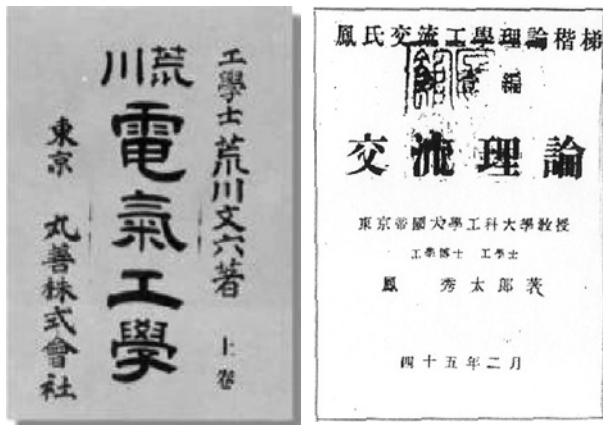 工學士荒川文六著
上卷
荒川
電氣工學
東京 丸善株式會社
鳳氏交流工學理論楷梯
編
交流理論
東京帝國大學工科大學教授
工學博士 工學士
鳳 秀太郎著
四十五年二月